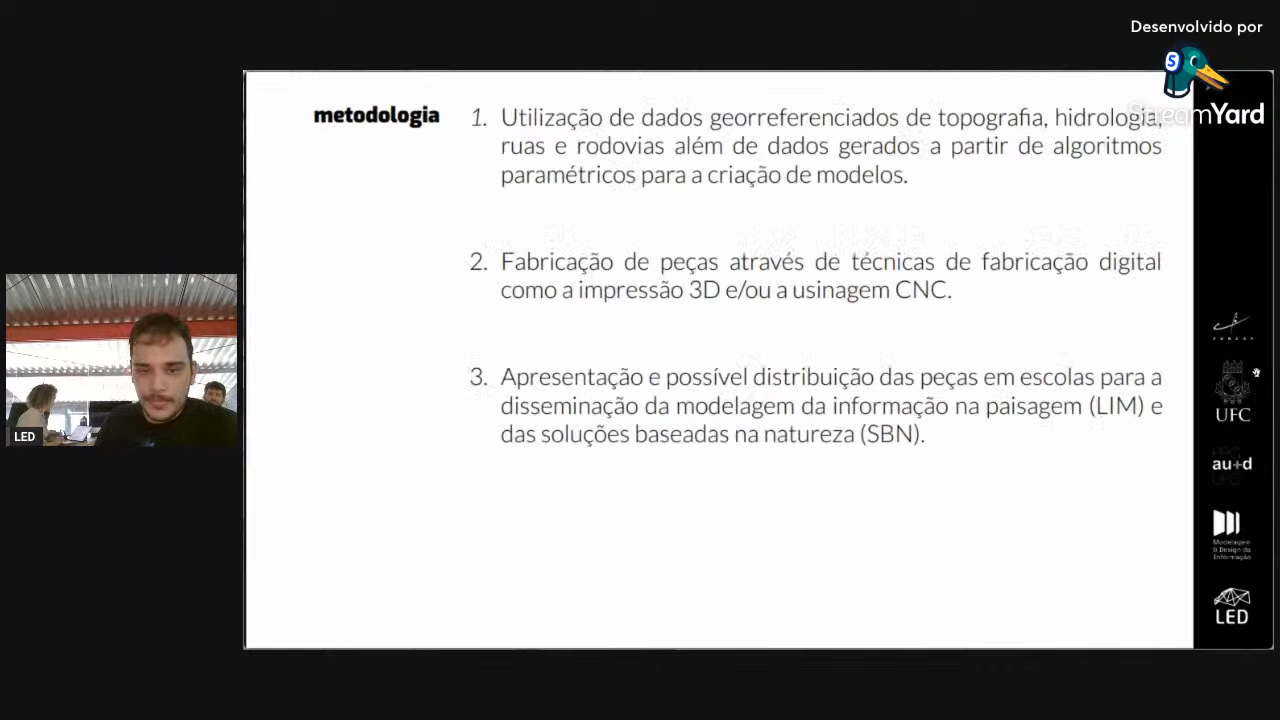 Desenvolvido por
StreamYard
metodologia
1. Utilização de dados georreferenciados de topografia, hidrologia,
ruas e rodovias além de dados gerados a partir de algoritmos
paramétricos para a criação de modelos.
2. Fabricação de peças através de técnicas de fabricação digital
como a impressão 3D e/ou a usinagem CNC.
3. Apresentação e possível distribuição das peças em escolas para a
disseminação da modelagem da informação na paisagem (LIM) e
das soluções baseadas na natureza (SBN).
LED
FUNCAP
UFC
au+d
Modelagem
& Design da
Informação
LED